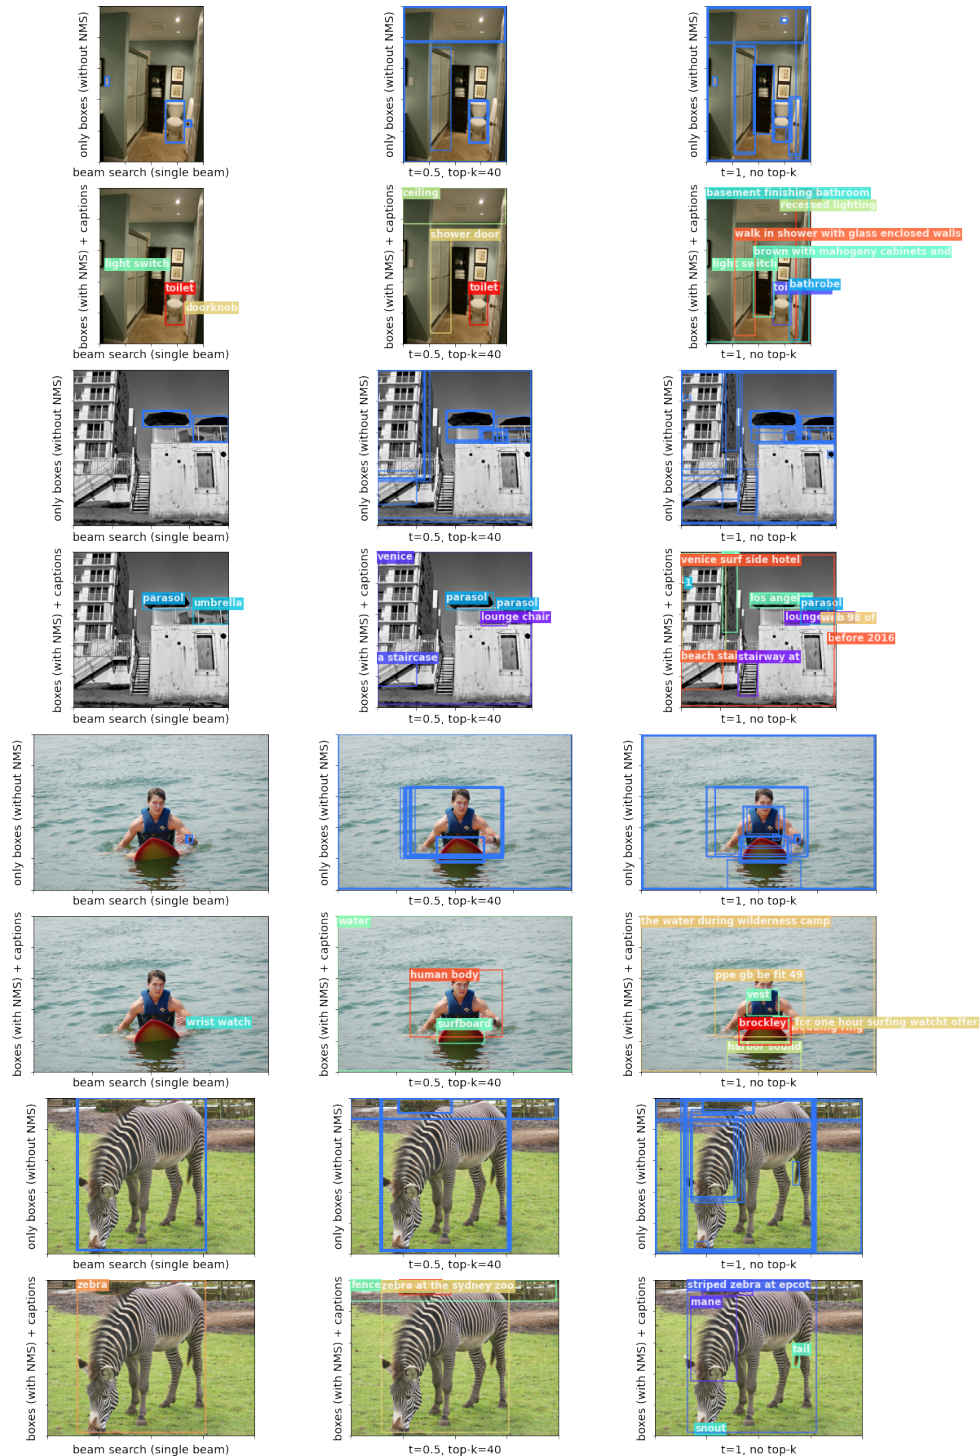 only boxes (without NMS)
beam search (single beam)
only boxes (without NMS)
t=0.5, top-k=40
only boxes (without NMS)
t=1, no top-k
boxes (with NMS) + captions
light switch
toilet
doorknob
beam search (single beam)
boxes (with NMS) + captions
ceiling
shower door
toilet
t=0.5, top-k=40
boxes (with NMS) + captions
basement finishing bathroom
recessed lighting
walk in shower with glass enclosed walls
brown with mahogany cabinets and
light switch
bathrobe
t=1, no top-k
only boxes (without NMS)
beam search (single beam)
only boxes (without NMS)
t=0.5, top-k=40
only boxes (without NMS)
t=1, no top-k
boxes (with NMS) + captions
parasol
umbrella
beam search (single beam)
boxes (with NMS) + captions
venice
parasol
parasol
lounge chair
a staircase
t=0.5, top-k=40
boxes (with NMS) + captions
venice surf side hotel
1
los angeles
parasol
lounge
web 98 of
before 2016
beach
stairway at
t=1, no top-k
only boxes (without NMS)
beam search (single beam)
only boxes (without NMS)
t=0.5, top-k=40
only boxes (without NMS)
t=1, no top-k
boxes (with NMS) + captions
wrist watch
beam search (single beam)
boxes (with NMS) + captions
water
human body
surfboard
t=0.5, top-k=40
boxes (with NMS) + captions
the water during wilderness camp
ppe gb be fit 49
vest
brockley
for one hour surfing watcht offer
harbor sound
t=1, no top-k
only boxes (without NMS)
beam search (single beam)
only boxes (without NMS)
t=0.5, top-k=40
only boxes (without NMS)
t=1, no top-k
boxes (with NMS) + captions
zebra
beam search (single beam)
boxes (with NMS) + captions
fence
zebra at the sydney zoo
t=0.5, top-k=40
boxes (with NMS) + captions
striped zebra at epcot
mane
tail
snout
t=1, no top-k